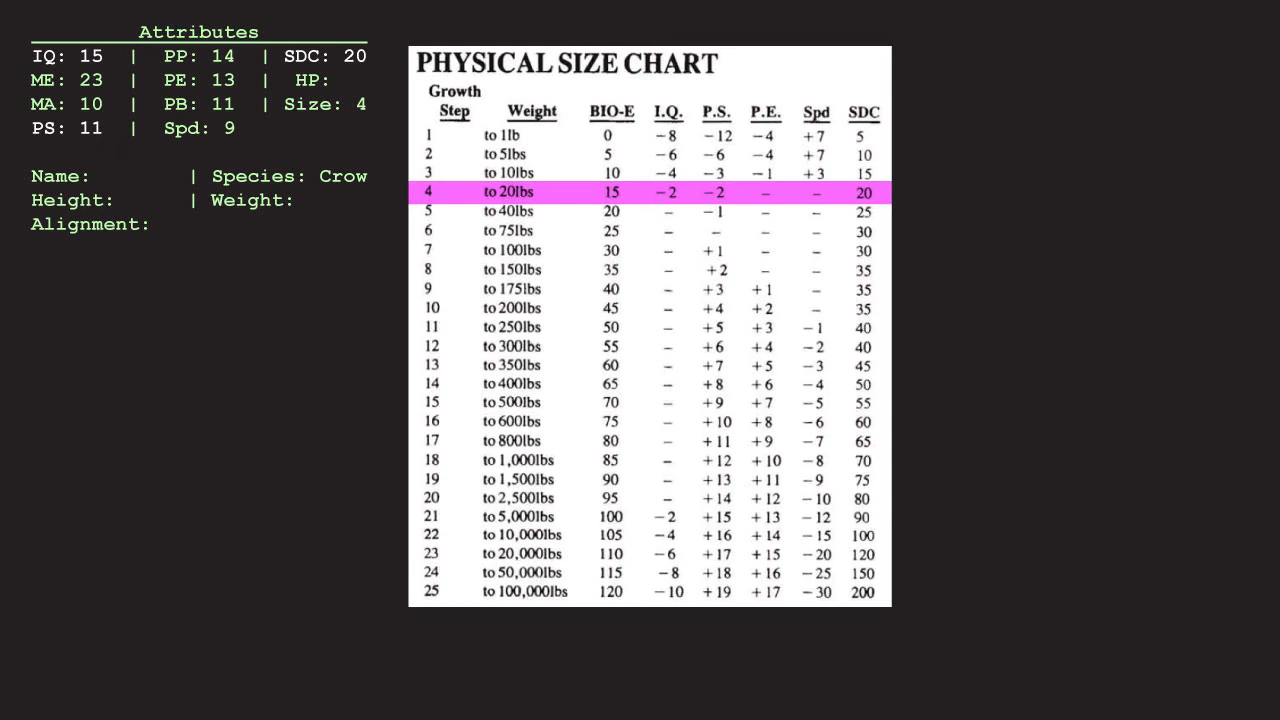 Attributes
IQ: 15 | PP: 14 | SDC: 20
ME: 23 | PE: 13 | HP:
MA: 10 | PB: 11 | Size: 4
PS: 11 | Spd: 9
Name: | Species: Crow
Height: | Weight:
Alignment:
PHYSICAL SIZE CHART
Growth
Step Weight BIO-E I.Q. P.S. P.E. Spd SDC
1 to 1lb 0 −8 −12 −4 +7 5
2 to 5lbs 5 −6 −6 −4 +7 10
3 to 10lbs 10 −4 −3 −1 +3 15
4 to 20lbs 15 −2 −2 – – 20
5 to 40lbs 20 – −1 – – 25
6 to 75lbs 25 – – – – 30
7 to 100lbs 30 – +1 – – 30
8 to 150lbs 35 – +2 – – 35
9 to 175lbs 40 – +3 +1 – 35
10 to 200lbs 45 – +4 +2 – 35
11 to 250lbs 50 – +5 +3 −1 40
12 to 300lbs 55 – +6 +4 −2 40
13 to 350lbs 60 – +7 +5 −3 45
14 to 400lbs 65 – +8 +6 −4 50
15 to 500lbs 70 – +9 +7 −5 55
16 to 600lbs 75 – +10 +8 −6 60
17 to 800lbs 80 – +11 +9 −7 65
18 to 1,000lbs 85 – +12 +10 −8 70
19 to 1,500lbs 90 – +13 +11 −9 75
20 to 2,500lbs 95 – +14 +12 −10 80
21 to 5,000lbs 100 −2 +15 +13 −12 90
22 to 10,000lbs 105 −4 +16 +14 −15 100
23 to 20,000lbs 110 −6 +17 +15 −20 120
24 to 50,000lbs 115 −8 +18 +16 −25 150
25 to 100,000lbs 120 −10 +19 +17 −30 200